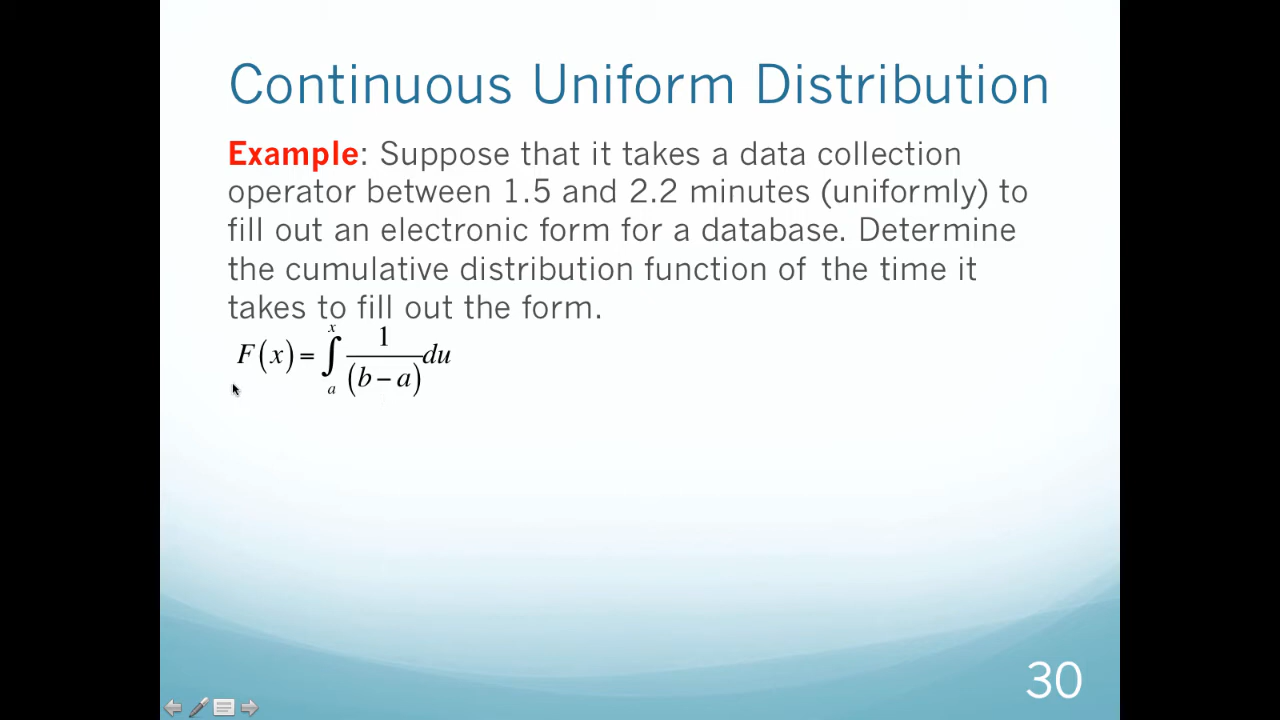 Continuous Uniform Distribution
Example: Suppose that it takes a data collection
operator between 1.5 and 2.2 minutes (uniformly) to
fill out an electronic form for a database. Determine
the cumulative distribution function of the time it
takes to fill out the form.
F(x) = ∫ₐˣ 1/(b − a) du
30